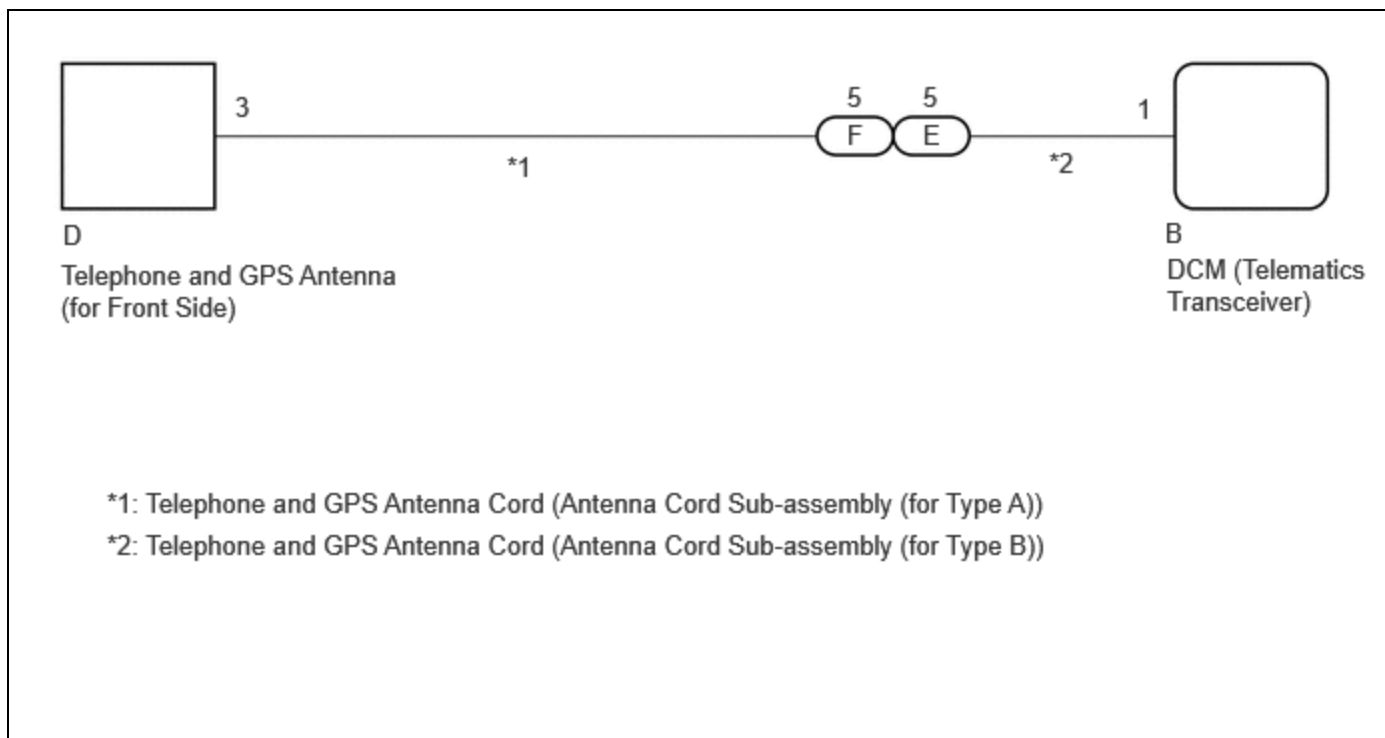 3
5
5
1
F
E
*1
*2
D
B
Telephone and GPS Antenna
(for Front Side)
DCM (Telematics
Transceiver)
*1: Telephone and GPS Antenna Cord (Antenna Cord Sub-assembly (for Type A))
*2: Telephone and GPS Antenna Cord (Antenna Cord Sub-assembly (for Type B))